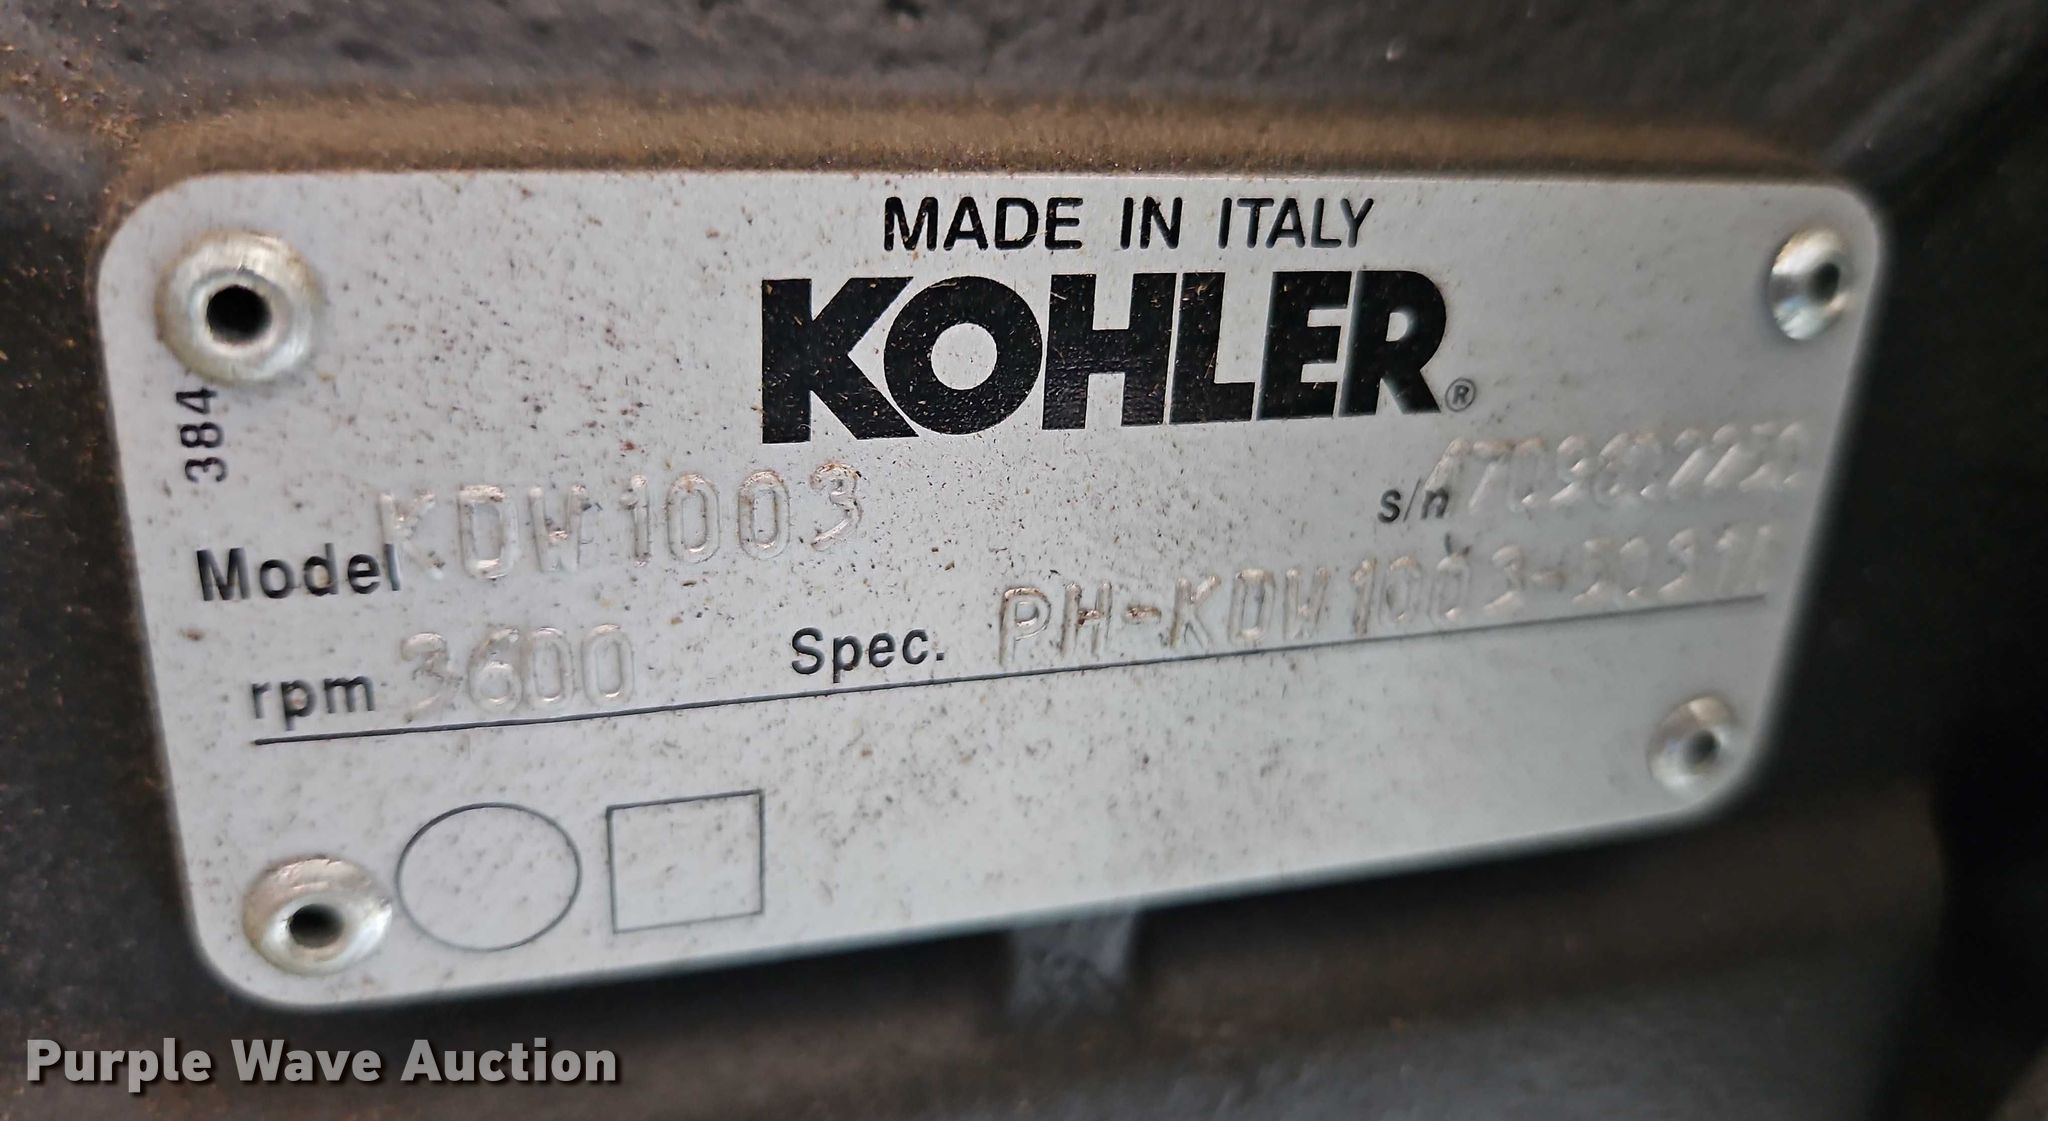 MADE IN ITALY
KOHLER®
384
Model KDW1003
s/n
rpm 3600 Spec.
Purple Wave Auction